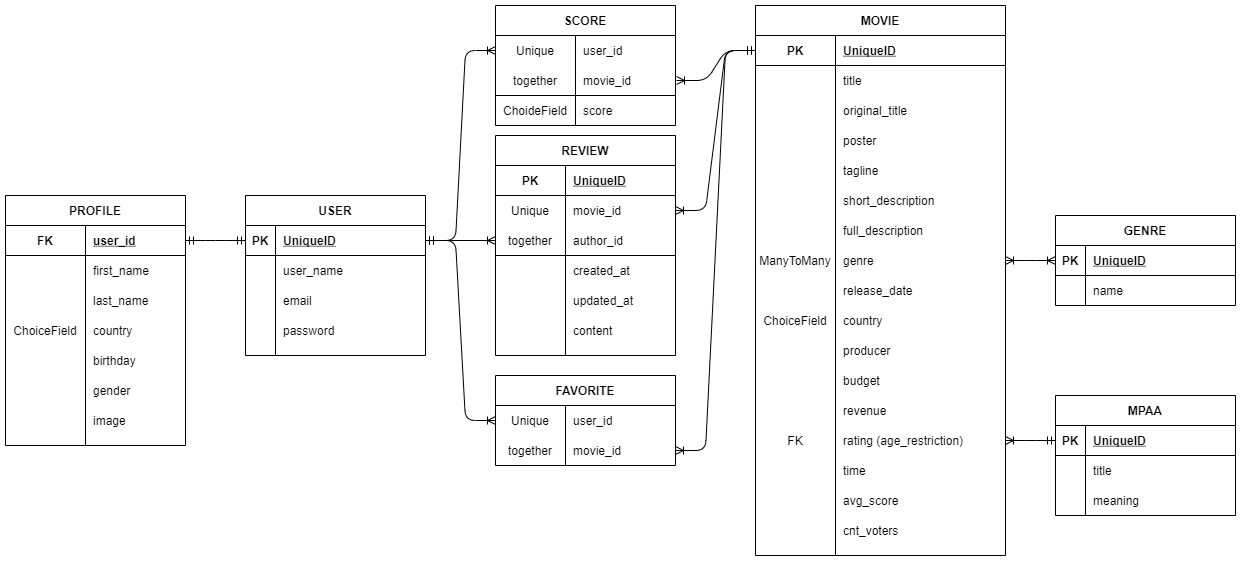 PROFILE
FK user_id
first_name
last_name
ChoiceField country
birthday
gender
image
USER
PK UniqueID
user_name
email
password
SCORE
Unique user_id
together movie_id
ChoideField score
REVIEW
PK UniqueID
Unique movie_id
together author_id
created_at
updated_at
content
FAVORITE
Unique user_id
together movie_id
MOVIE
PK UniqueID
title
original_title
poster
tagline
short_description
full_description
ManyToMany genre
release_date
ChoiceField country
producer
budget
revenue
FK rating (age_restriction)
time
avg_score
cnt_voters
GENRE
PK UniqueID
name
MPAA
PK UniqueID
title
meaning